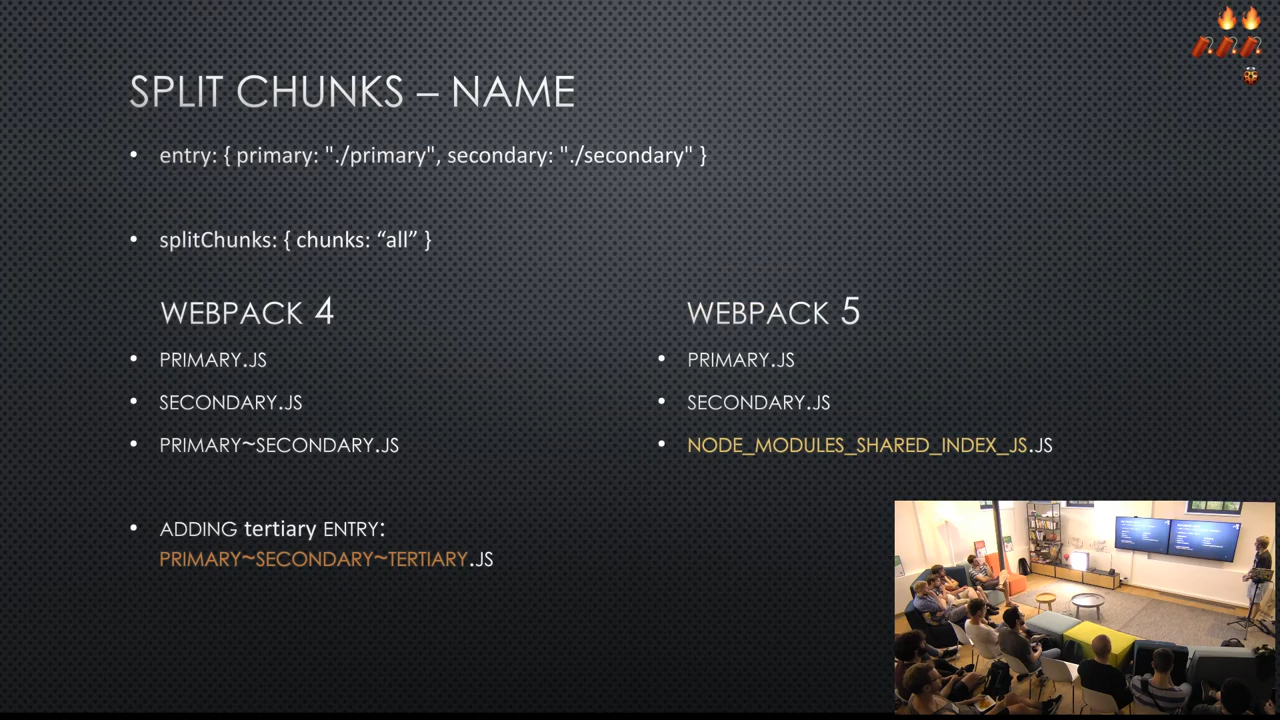 SPLIT CHUNKS – NAME
entry: { primary: "./primary", secondary: "./secondary" }
splitChunks: { chunks: “all” }
WEBPACK 4
PRIMARY.JS
SECONDARY.JS
PRIMARY~SECONDARY.JS
ADDING tertiary ENTRY:
PRIMARY~SECONDARY~TERTIARY.JS
WEBPACK 5
PRIMARY.JS
SECONDARY.JS
NODE_MODULES_SHARED_INDEX_JS.JS